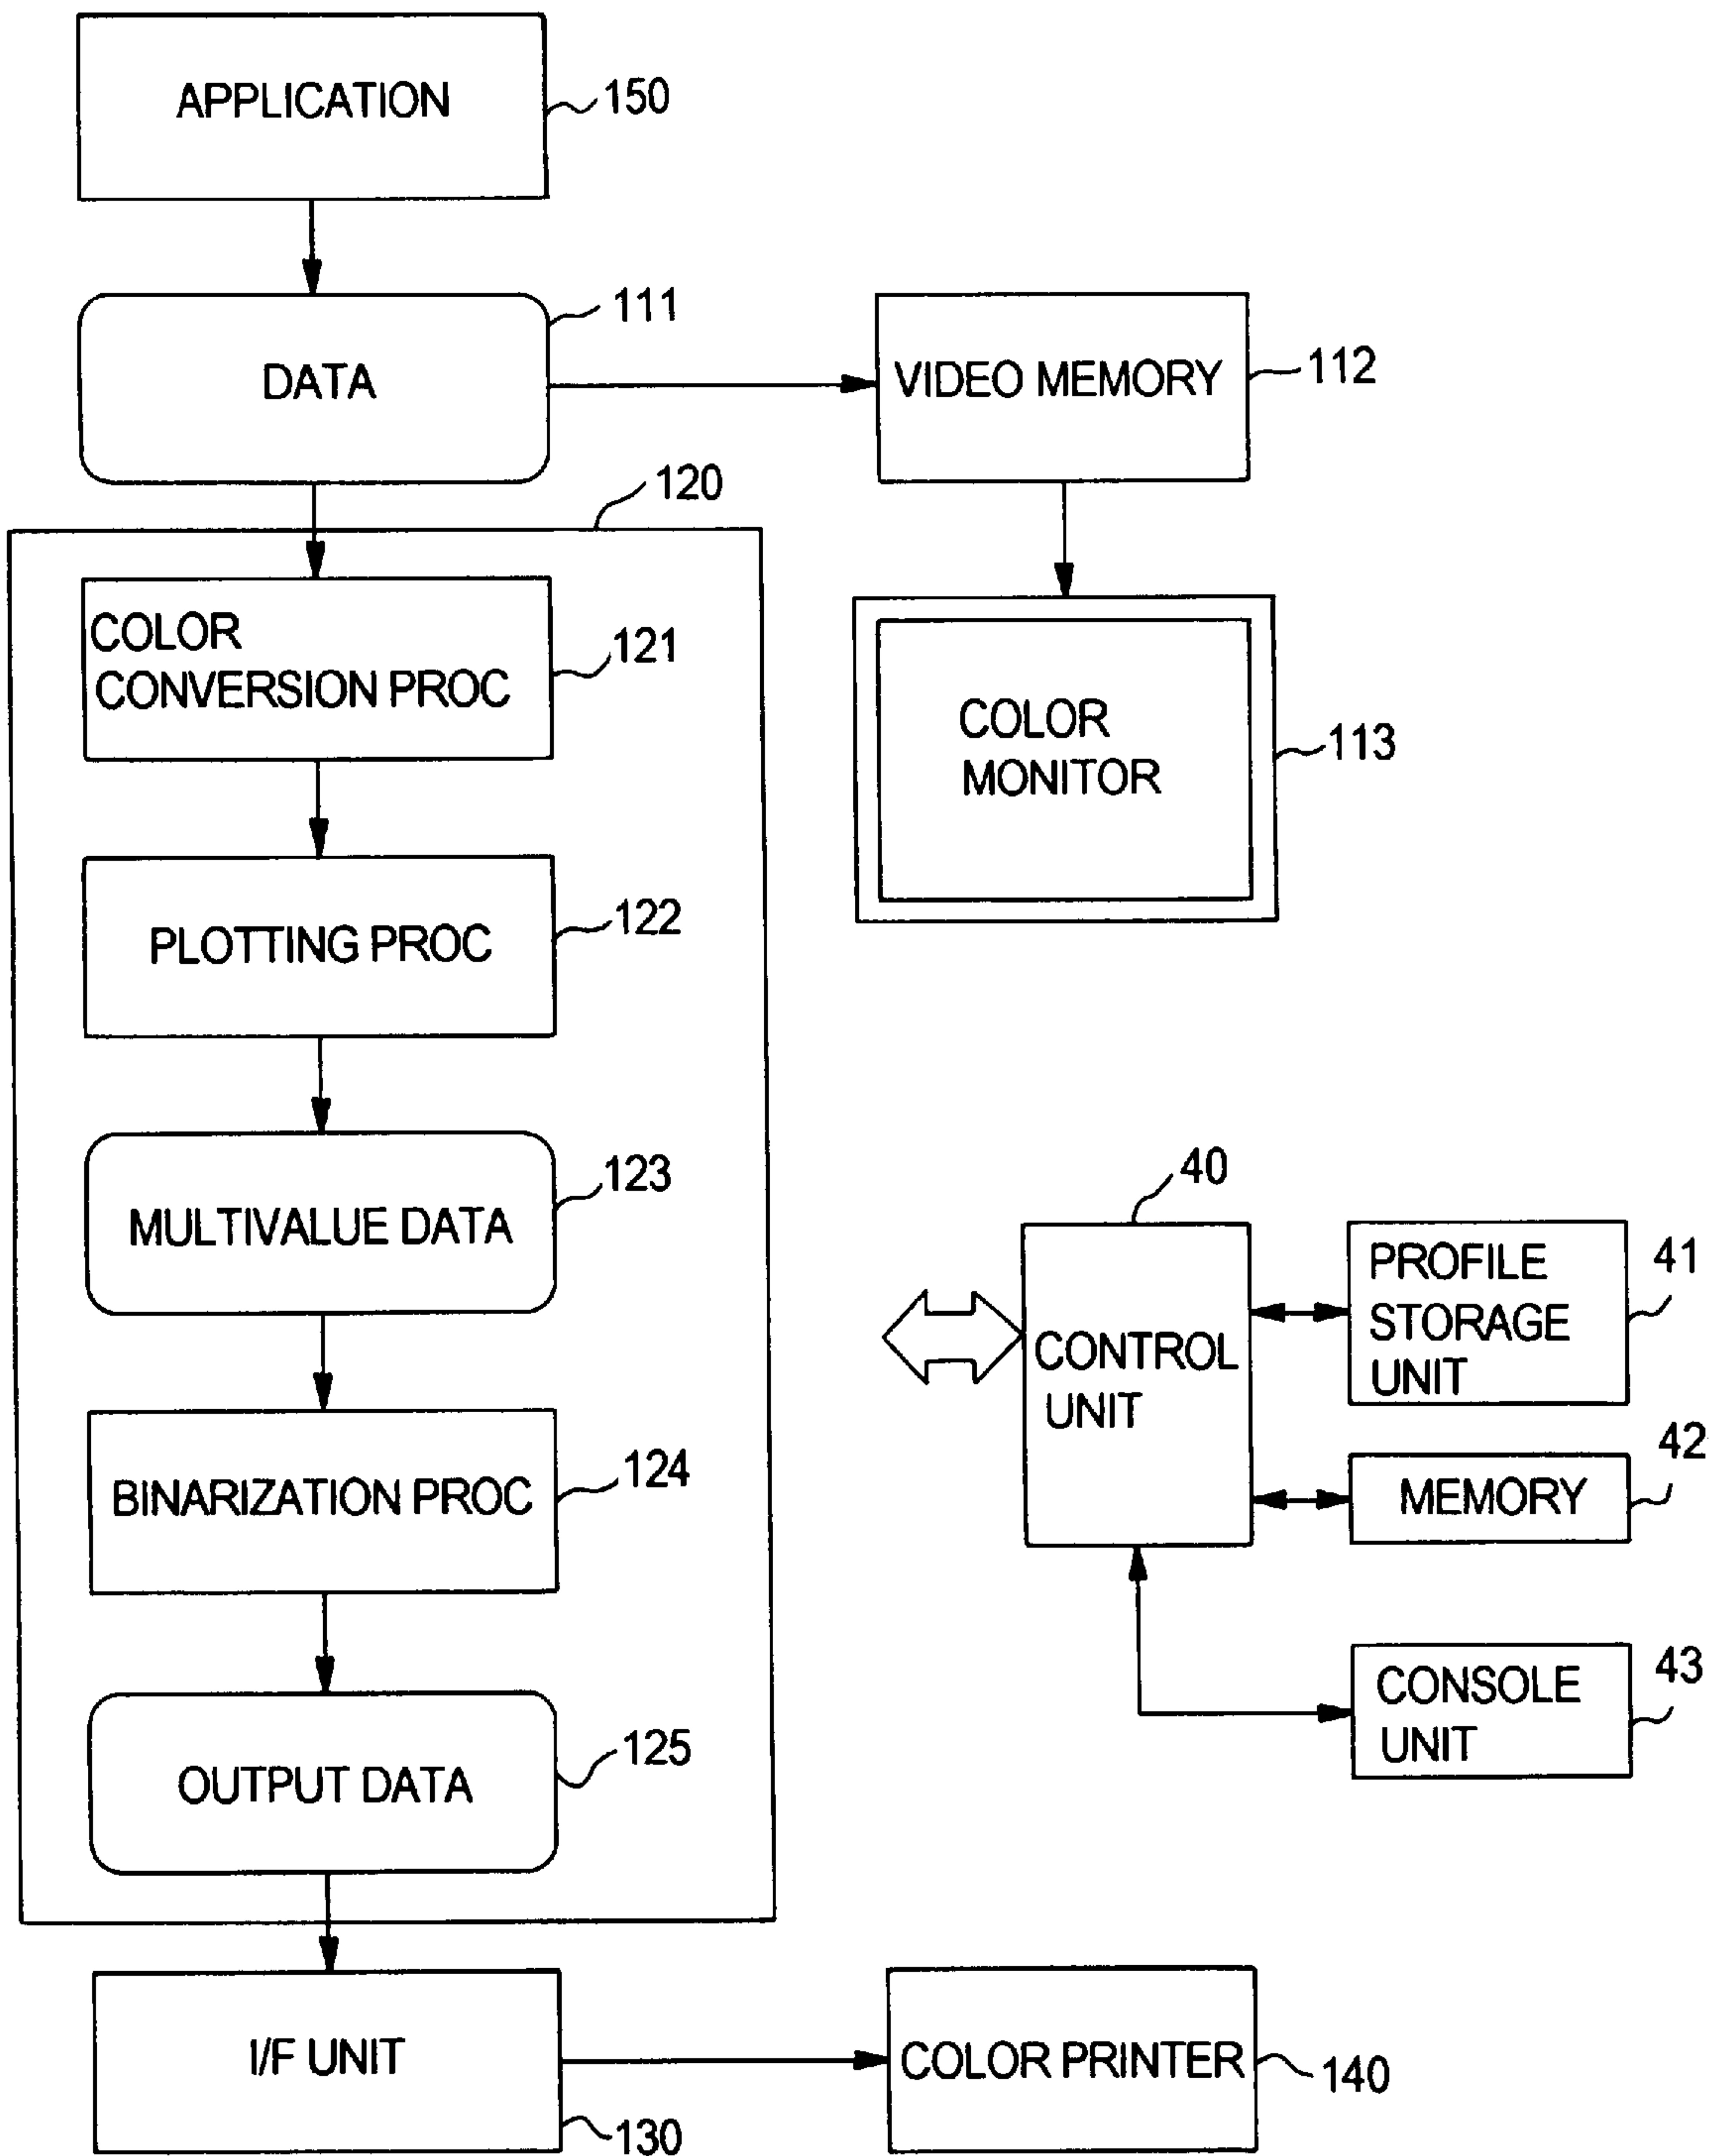 APPLICATION
150
111
DATA
VIDEO MEMORY
112
120
COLOR
CONVERSION PROC
121
COLOR
MONITOR
113
PLOTTING PROC
122
MULTIVALUE DATA
123
40
CONTROL
UNIT
PROFILE
STORAGE
UNIT
41
BINARIZATION PROC
124
MEMORY
42
OUTPUT DATA
125
CONSOLE
UNIT
43
I/F UNIT
130
COLOR PRINTER
140